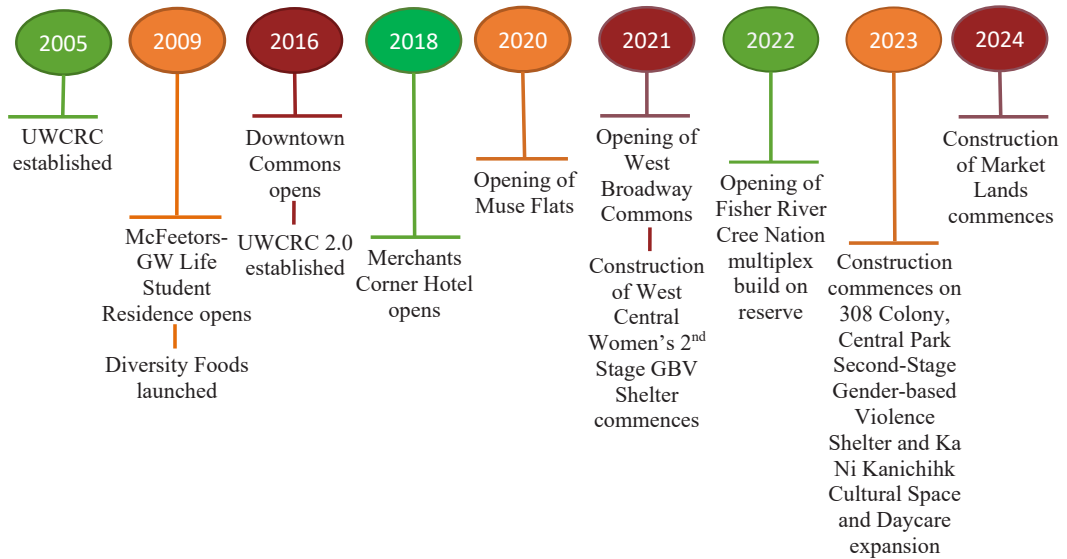 2005
UWCRC
established
2009
McFeetors-
GW Life
Student
Residence opens
Diversity Foods
launched
2016
Downtown
Commons
opens
UWCRC 2.0
established
2018
Merchants
Corner Hotel
opens
2020
Opening of
Muse Flats
2021
Opening of
West
Broadway
Commons
Construction
of West
Central
Women’s 2nd
Stage GBV
Shelter
commences
2022
Opening of
Fisher River
Cree Nation
multiplex
build on
reserve
2023
Construction
commences on
308 Colony,
Central Park
Second-Stage
Gender-based
Violence
Shelter and Ka
Ni Kanichihk
Cultural Space
and Daycare
expansion
2024
Construction
of Market
Lands
commences